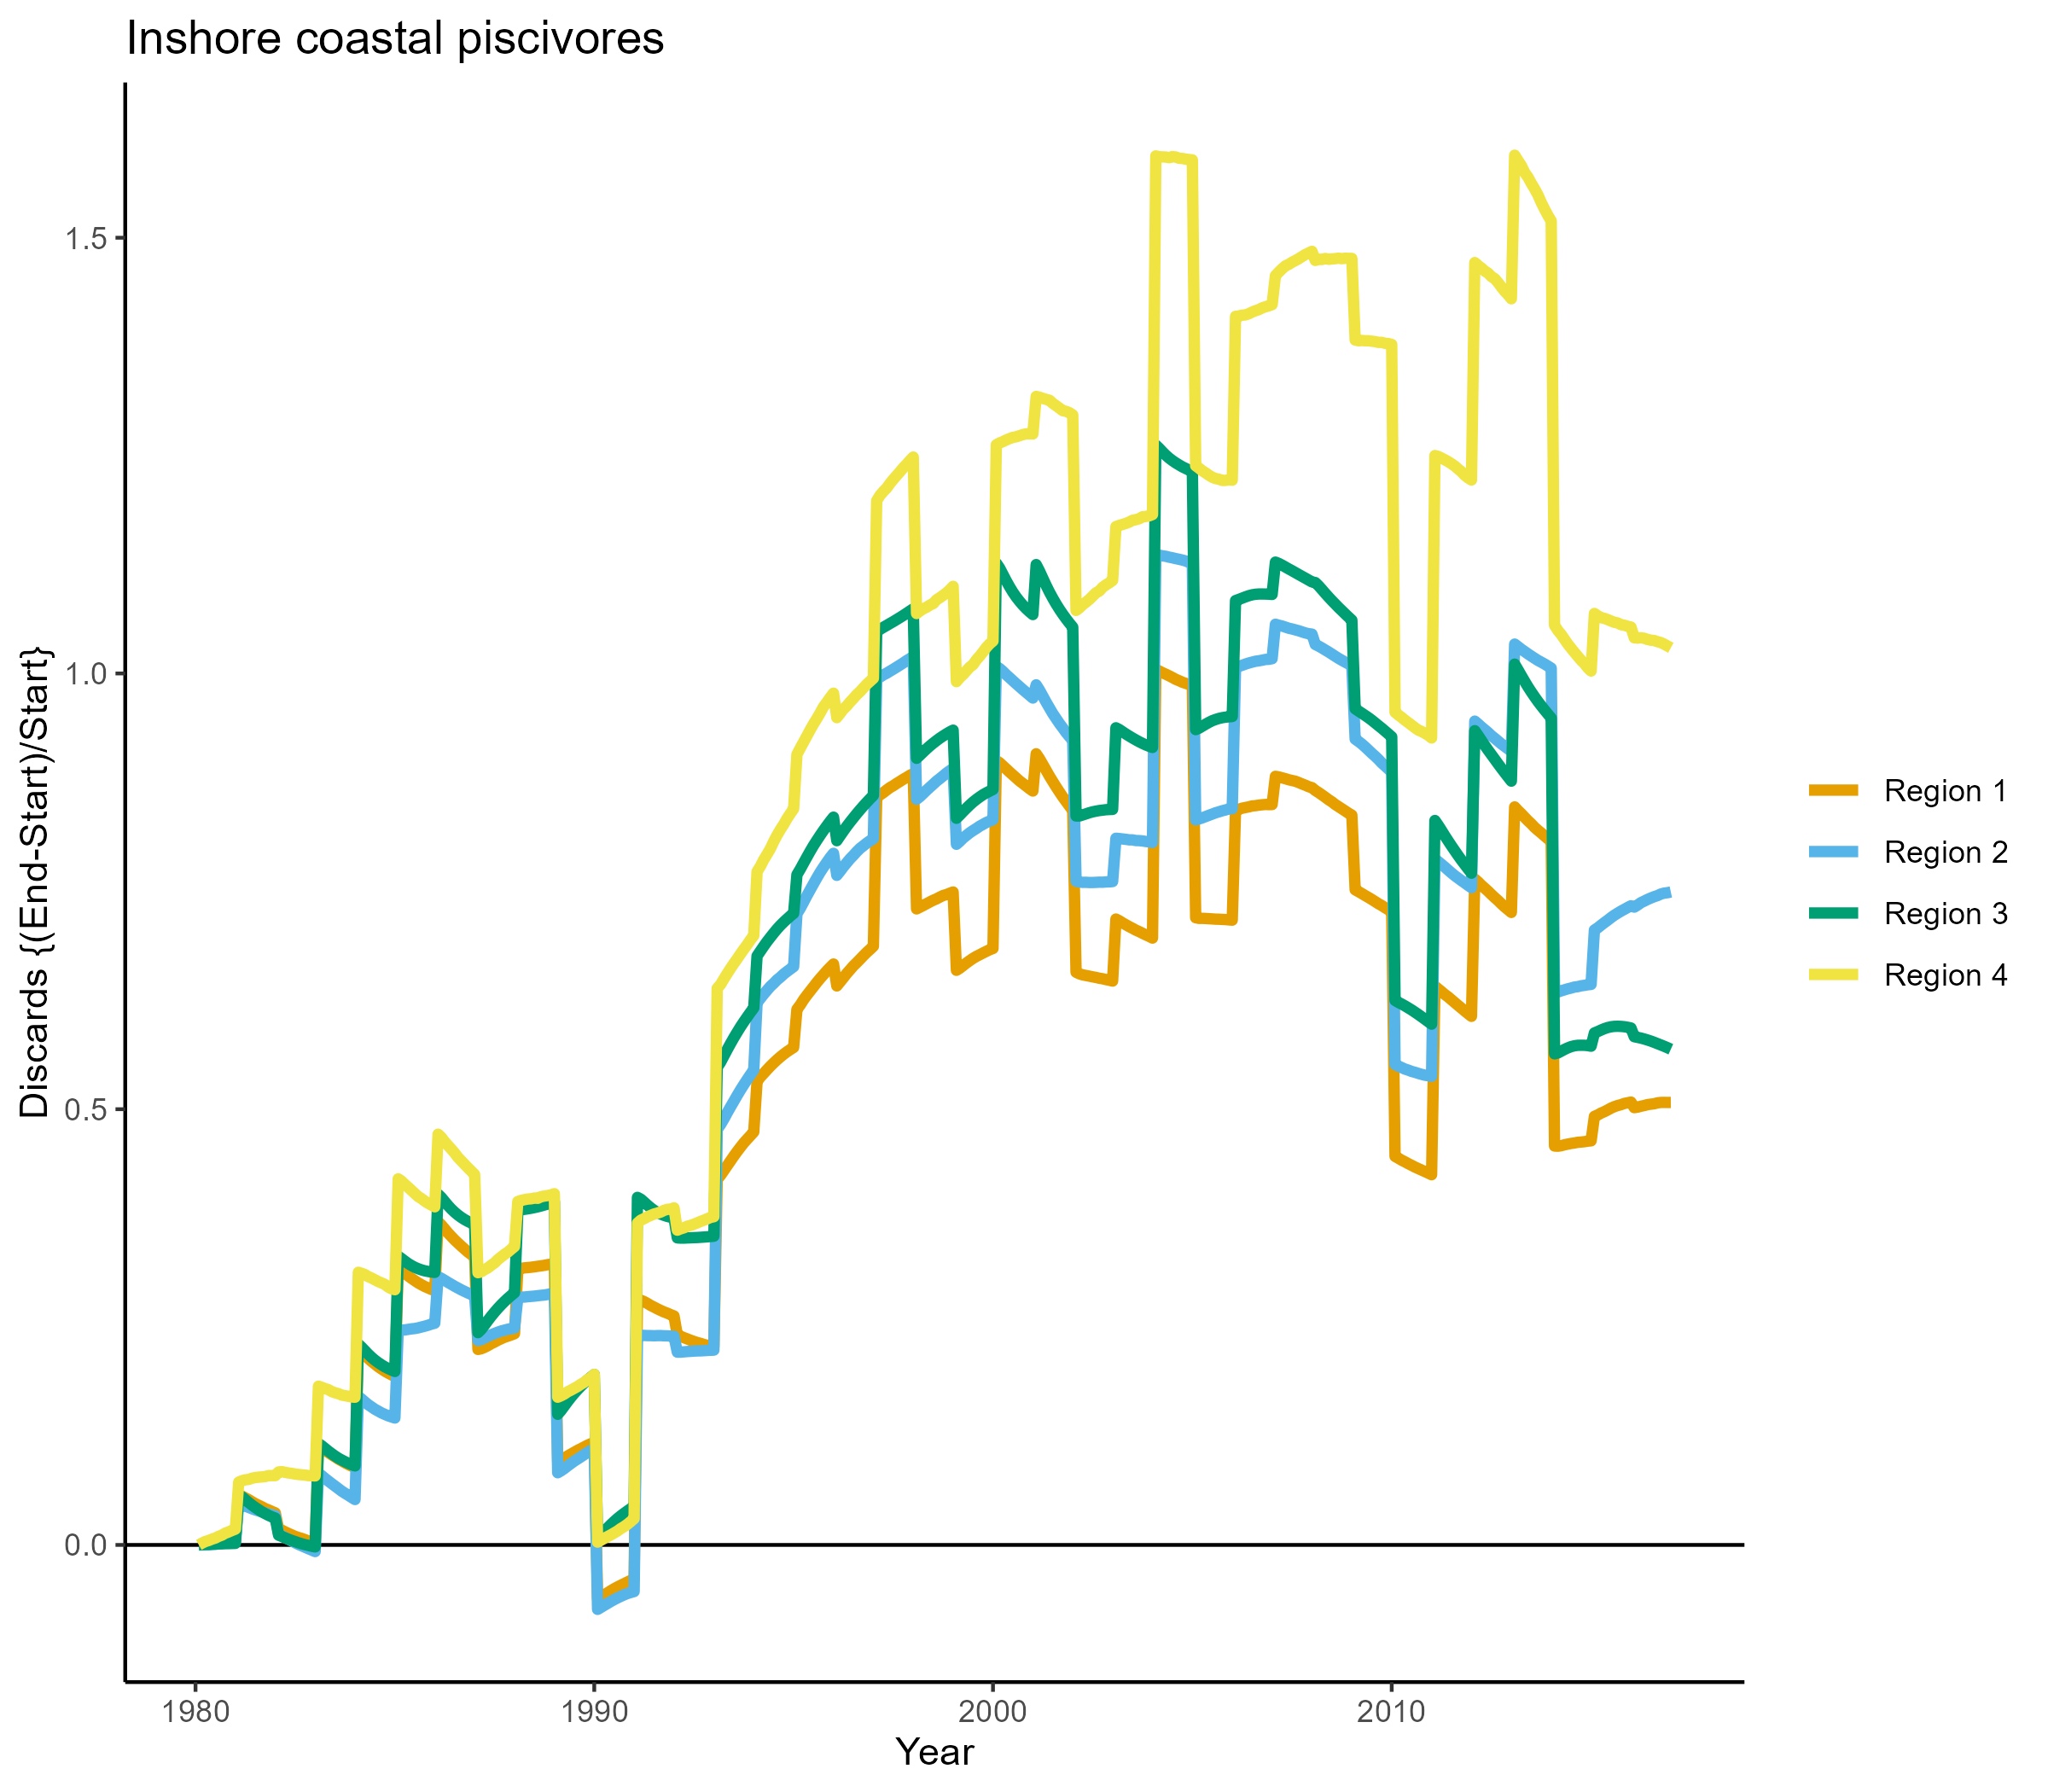 Inshore coastal piscivores
Discards {(End-Start)/Start}
1.5
1.0
0.5
0.0
1980
1990
2000
2010
Year
Region 1
Region 2
Region 3
Region 4